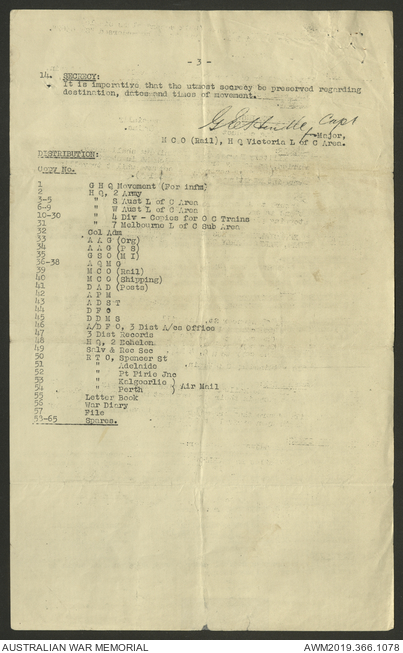 - 3 -
14. SECRECY:
It is imperative that the utmost secrecy be preserved regarding
destination, dates and times of movement.
Capt
Major,
M C O (Rail), H Q Victoria L of C Area.
DISTRIBUTION:
Copy No.
1 G H Q Movement (For infm)
2 H Q, 2 Army
3-5 " S Aust L of C Area
6-9 " W Aust L of C Area
10-30 " 4 Div - Copies for O C Trains
31 " 7 Melbourne L of C Sub Area
32 Col Adm
33 A A G (Org)
34 A A G (P S)
35 G S O (M I)
36-38 A Q M G
39 M C O (Rail)
40 M C O (Shipping)
41 D A D (Posts)
42 A P M
43 A D S T
44 D F O
45 D D M S
46 A/D F O, 3 Dist A/cs Office
47 3 Dist Records
48 H Q, 2 Echelon
49 Salv & Rec Sec
50 R T O, Spencer St
51 " Adelaide
52 " Pt Pirie Jnc
53 " Kalgoorlie } Air Mail
54 " Perth
55 Letter Book
56 War Diary
57 File
53-65 Spares.
AUSTRALIAN WAR MEMORIAL
AWM2019.366.1078